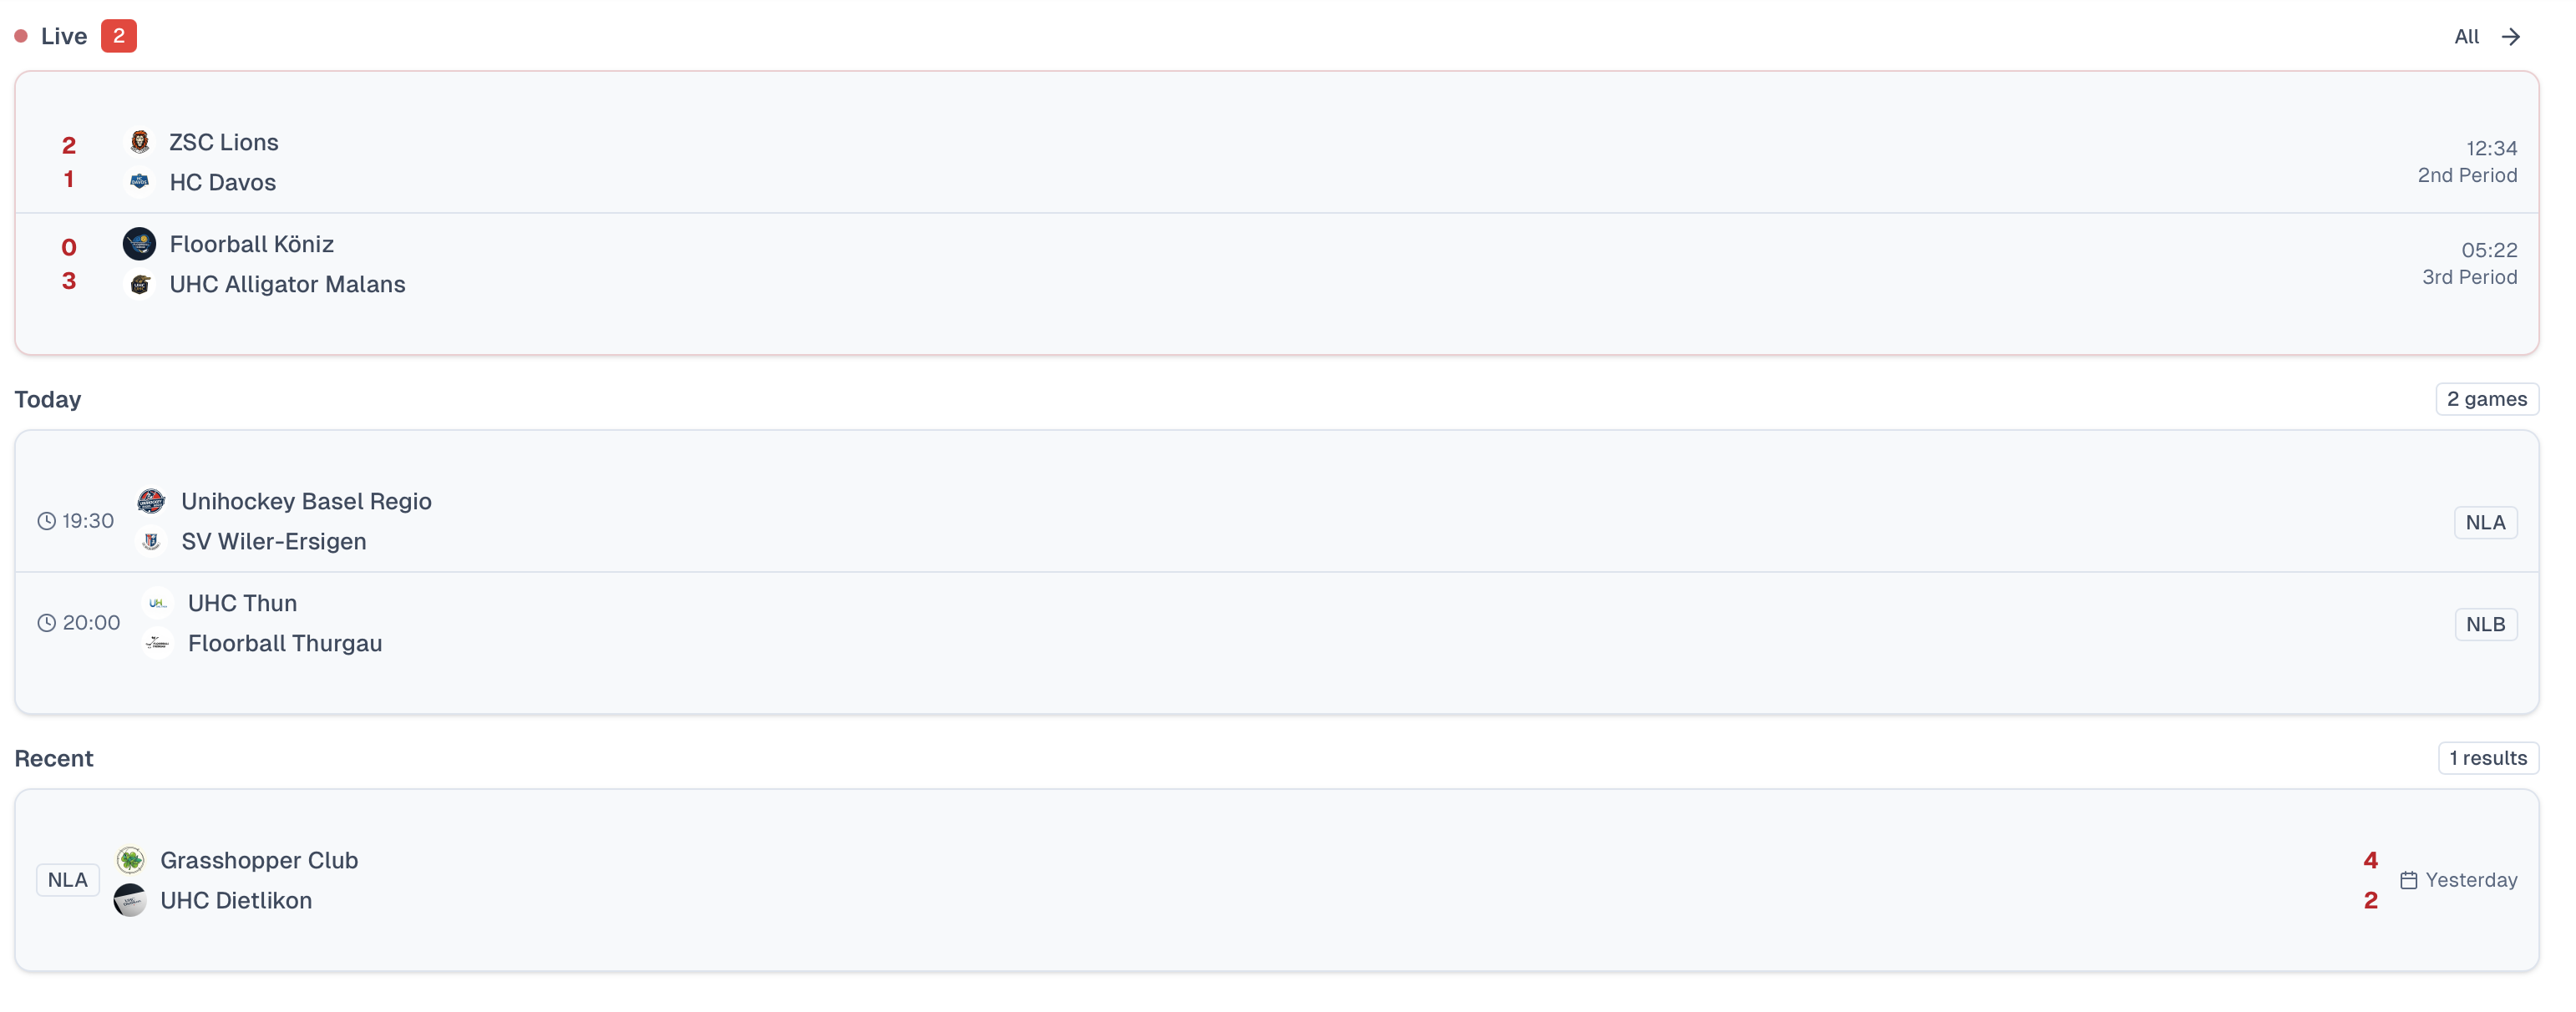 Live 2 All
2 ZSC Lions 12:34
1 HC Davos 2nd Period
0 Floorball Köniz 05:22
3 UHC Alligator Malans 3rd Period
Today 2 games
19:30 Unihockey Basel Regio NLA
SV Wiler-Ersigen
20:00 UHC Thun NLB
Floorball Thurgau
Recent 1 results
NLA Grasshopper Club 4 Yesterday
UHC Dietlikon 2